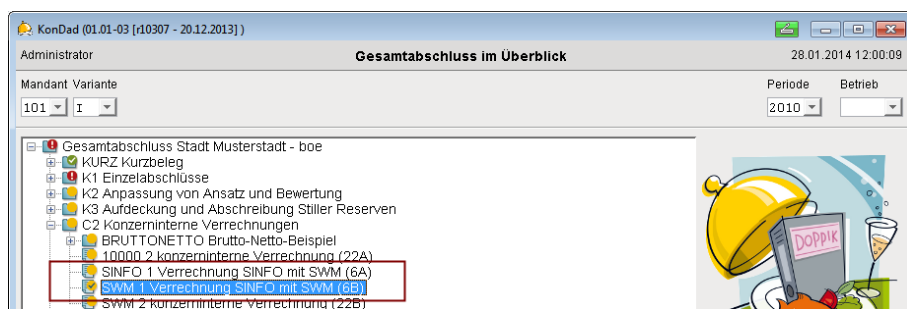 KonDad (01.01-03 [r10307 - 20.12.2013] )
Administrator Gesamtabschluss im Überblick 28.01.2014 12:00:09
Mandant Variante Periode Betrieb
101 I 2010
Gesamtabschluss Stadt Musterstadt - boe
KURZ Kurzbeleg
K1 Einzelabschlüsse
K2 Anpassung von Ansatz und Bewertung
K3 Aufdeckung und Abschreibung Stiller Reserven
C2 Konzerninterne Verrechnungen
BRUTTONETTO Brutto-Netto-Beispiel
10000 2 konzerninterne Verrechnung (22A)
SINFO 1 Verrechnung SINFO mit SWM (6A)
SWM 1 Verrechnung SINFO mit SWM (6B)
SWM 2 konzerninterne Verrechnung (22B)
DOPPIK